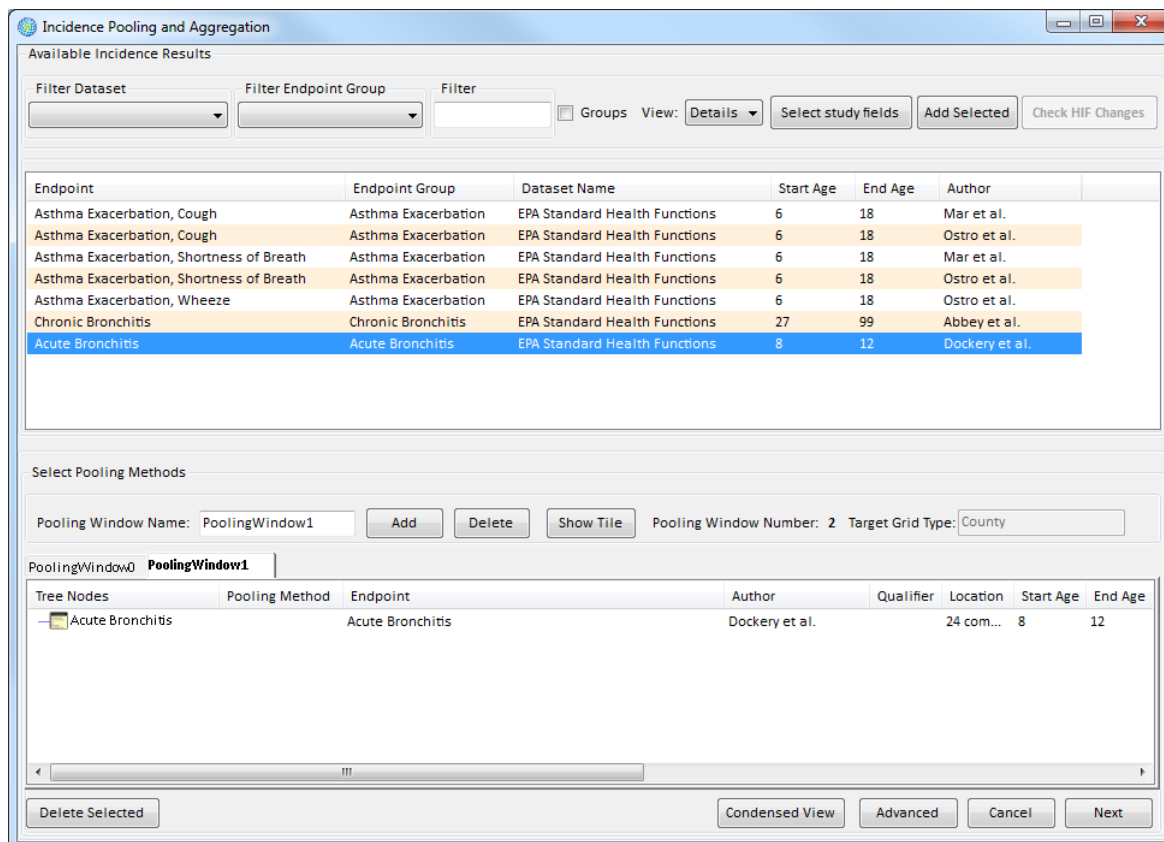 Incidence Pooling and Aggregation
Available Incidence Results
Filter Dataset Filter Endpoint Group Filter
Groups View: Details Select study fields Add Selected Check HIF Changes
Endpoint Endpoint Group Dataset Name Start Age End Age Author
Asthma Exacerbation, Cough Asthma Exacerbation EPA Standard Health Functions 6 18 Mar et al.
Asthma Exacerbation, Cough Asthma Exacerbation EPA Standard Health Functions 6 18 Ostro et al.
Asthma Exacerbation, Shortness of Breath Asthma Exacerbation EPA Standard Health Functions 6 18 Mar et al.
Asthma Exacerbation, Shortness of Breath Asthma Exacerbation EPA Standard Health Functions 6 18 Ostro et al.
Asthma Exacerbation, Wheeze Asthma Exacerbation EPA Standard Health Functions 6 18 Ostro et al.
Chronic Bronchitis Chronic Bronchitis EPA Standard Health Functions 27 99 Abbey et al.
Acute Bronchitis Acute Bronchitis EPA Standard Health Functions 8 12 Dockery et al.
Select Pooling Methods
Pooling Window Name: PoolingWindow1 Add Delete Show Tile Pooling Window Number: 2 Target Grid Type: County
PoolingWindow0 PoolingWindow1
Tree Nodes Pooling Method Endpoint Author Qualifier Location Start Age End Age
Acute Bronchitis Acute Bronchitis Dockery et al. 24 com... 8 12
Delete Selected Condensed View Advanced Cancel Next